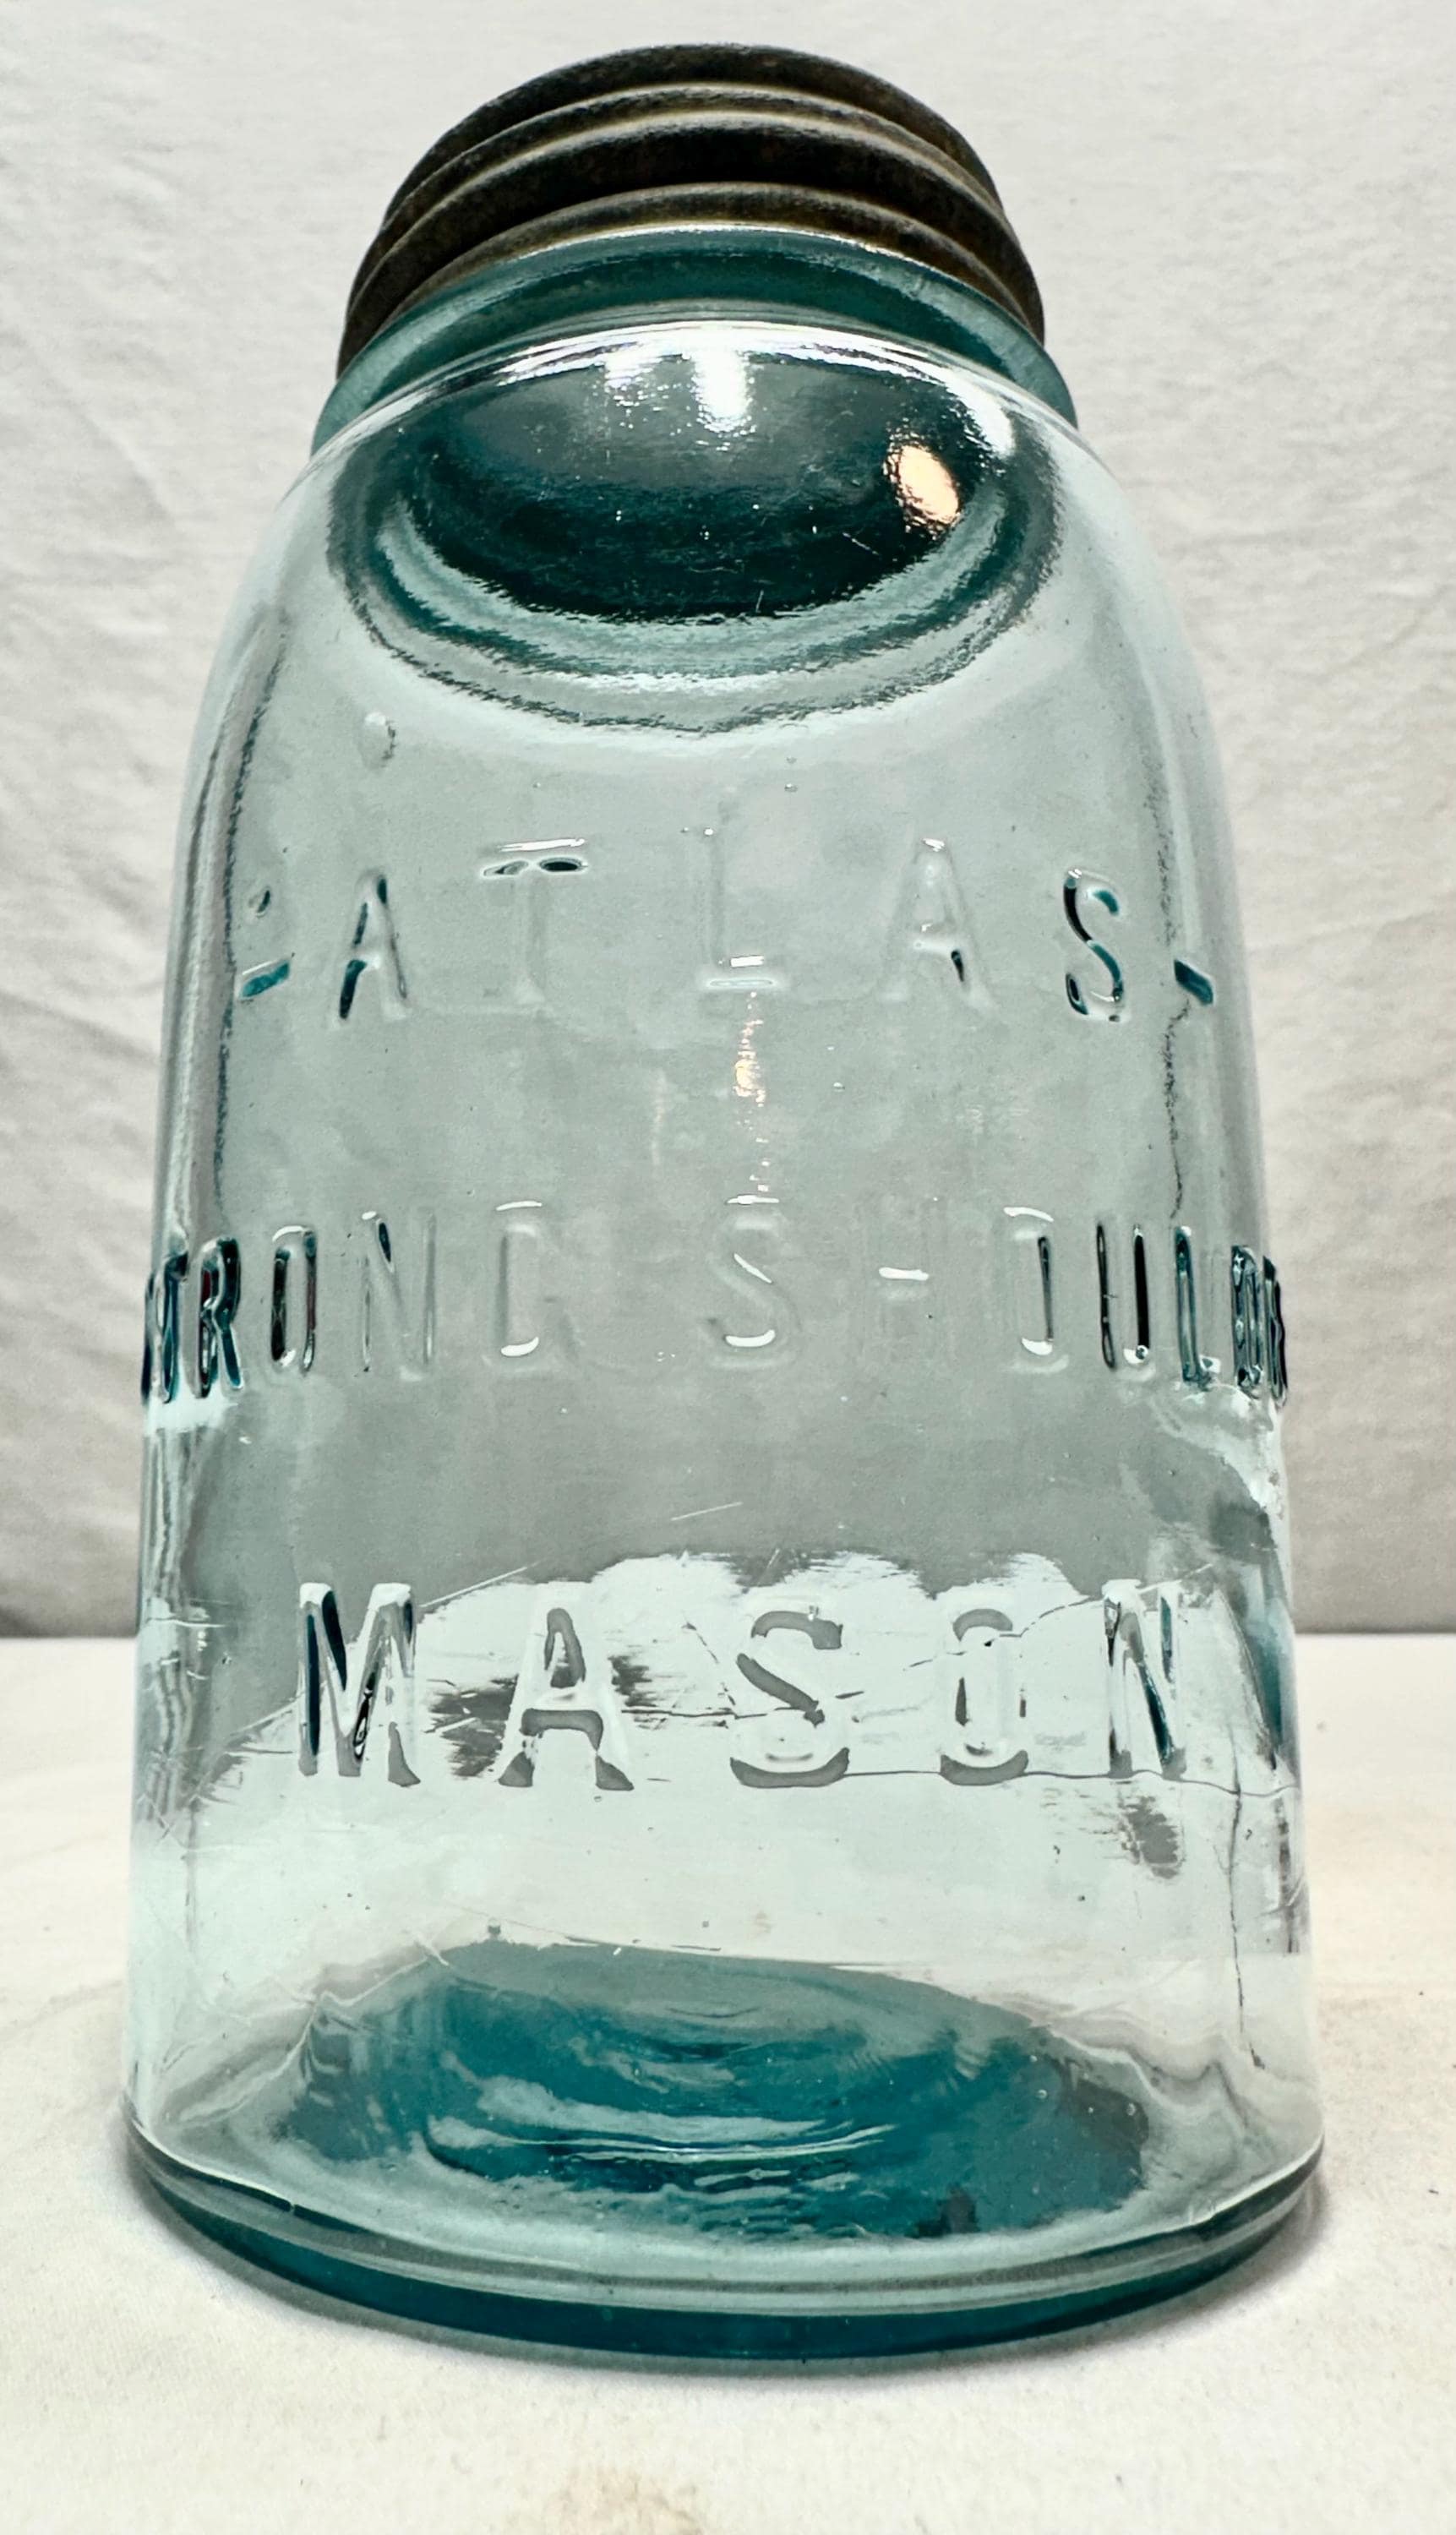 -ATLAS-
STRONG SHOULDER
MASON